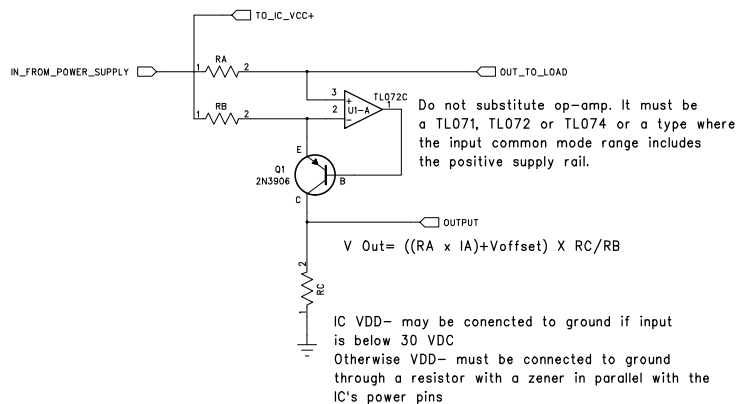 TO_IC_VCC+
RA
IN_FROM_POWER_SUPPLY
1 2
OUT_TO_LOAD
TL072C
3 +
U1-A
1
2 −
RB
1 2
Do not substitute op-amp. It must be
a TL071, TL072 or TL074 or a type where
the input common mode range includes
the positive supply rail.
E
Q1
2N3906
B
C
OUTPUT
V Out= ((RA x IA)+Voffset) X RC/RB
2
RC
1
IC VDD− may be conencted to ground if input
is below 30 VDC
Otherwise VDD− must be connected to ground
through a resistor with a zener in parallel with the
IC's power pins